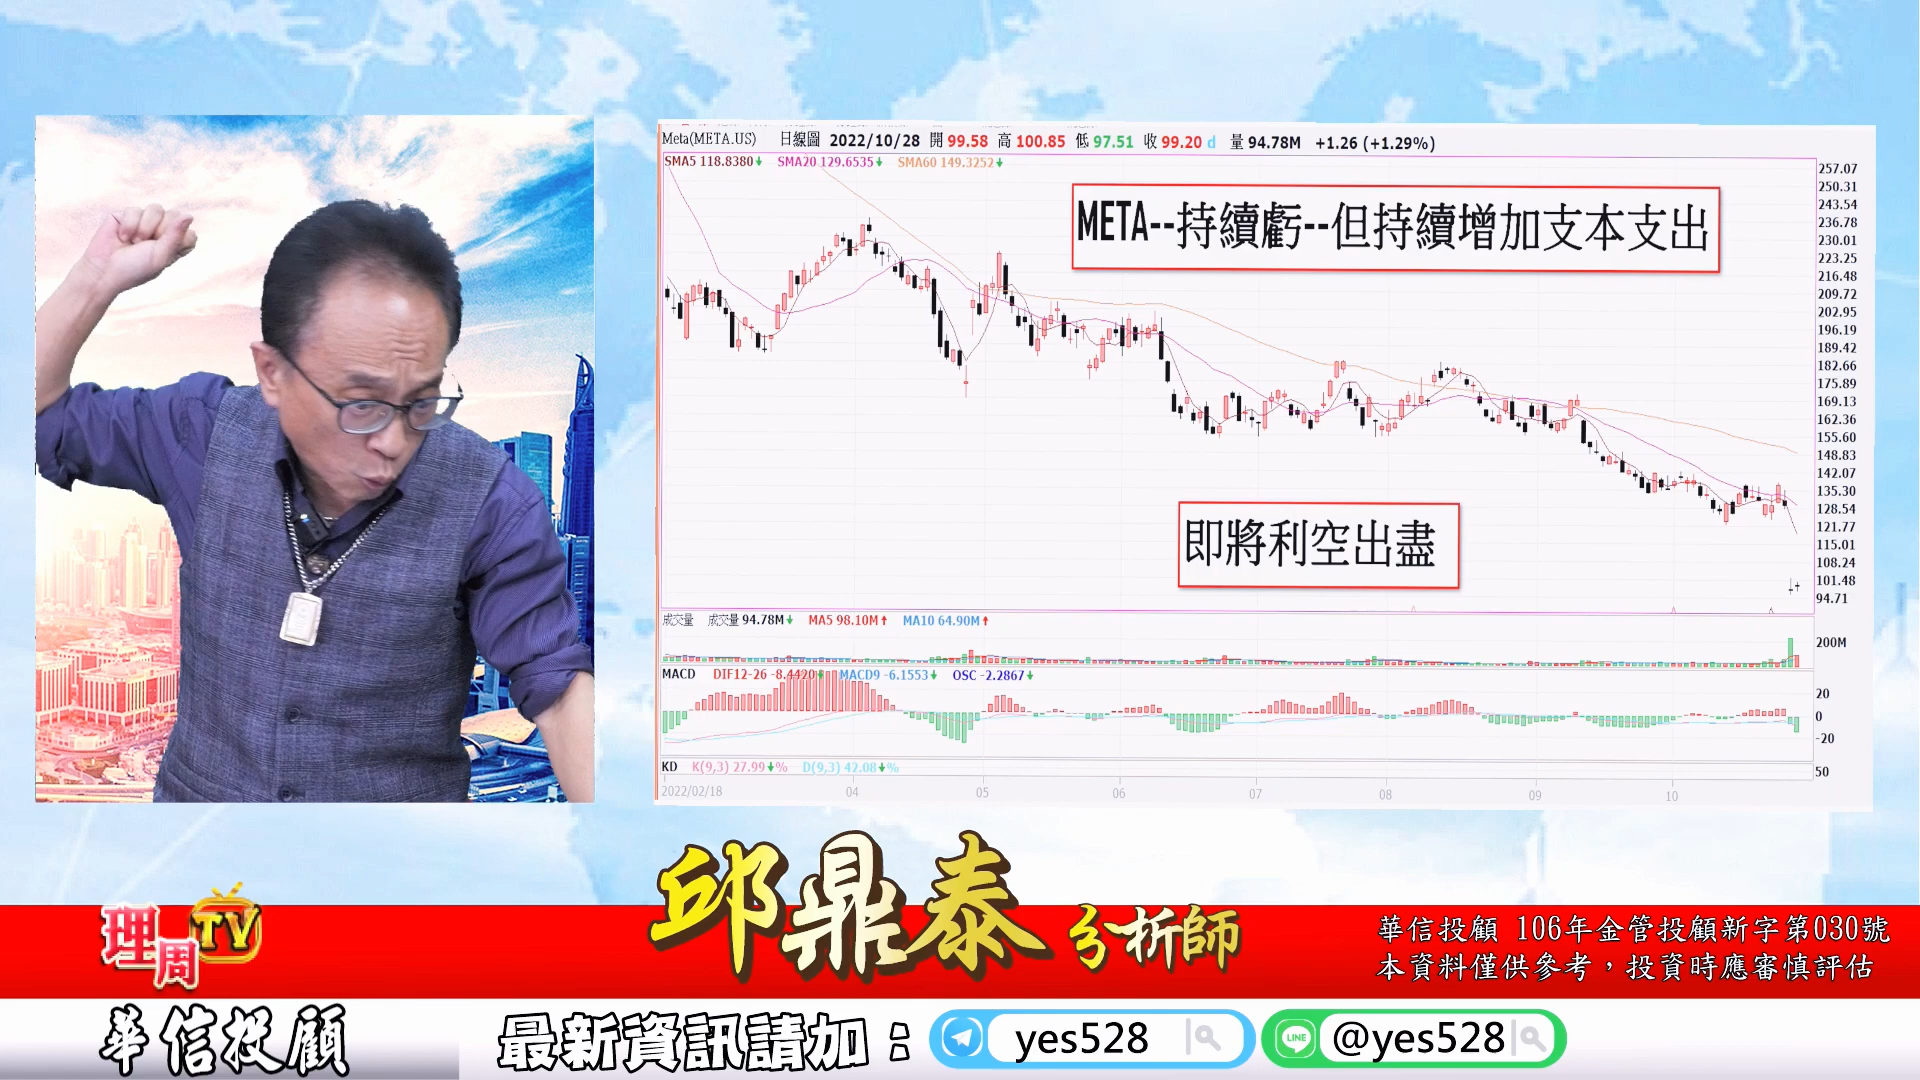 Meta(META.US) 日線圖 2022/10/28 開 99.58 高 100.85 低 97.51 收 99.20 d 量 94.78M +1.26 (+1.29%)
SMA5 118.8380↓ SMA20 129.6535↓ SMA60 149.3252↓
META--持續虧--但持續增加支本支出
即將利空出盡
257.07
250.31
243.54
236.78
230.01
223.25
216.48
209.72
202.95
196.19
189.42
182.66
175.89
169.13
162.36
155.60
148.83
142.07
135.30
128.54
121.77
115.01
108.24
101.48
94.71
成交量 成交量 94.78M↓ MA5 98.10M↑ MA10 64.90M↑
200M
MACD DIF12-26 -8.4420↓ MACD9 -6.1553↓ OSC -2.2867↓
20
0
-20
KD K(9,3) 27.99↓% D(9,3) 42.08↓%
50
2022/02/18 04 05 06 07 08 09 10
邱鼎泰 分析師
理周TV
華信投顧 106年金管投顧新字第030號
本資料僅供參考，投資時應審慎評估
華信投顧
最新資訊請加： yes528 LINE @yes528